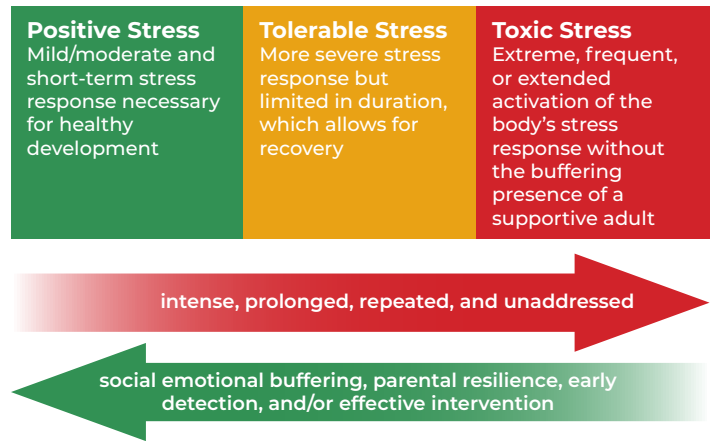 Positive Stress
Mild/moderate and
short-term stress
response necessary
for healthy
development
Tolerable Stress
More severe stress
response but
limited in duration,
which allows for
recovery
Toxic Stress
Extreme, frequent,
or extended
activation of the
body’s stress
response without
the buffering
presence of a
supportive adult
intense, prolonged, repeated, and unaddressed
social emotional buffering, parental resilience, early
detection, and/or effective intervention